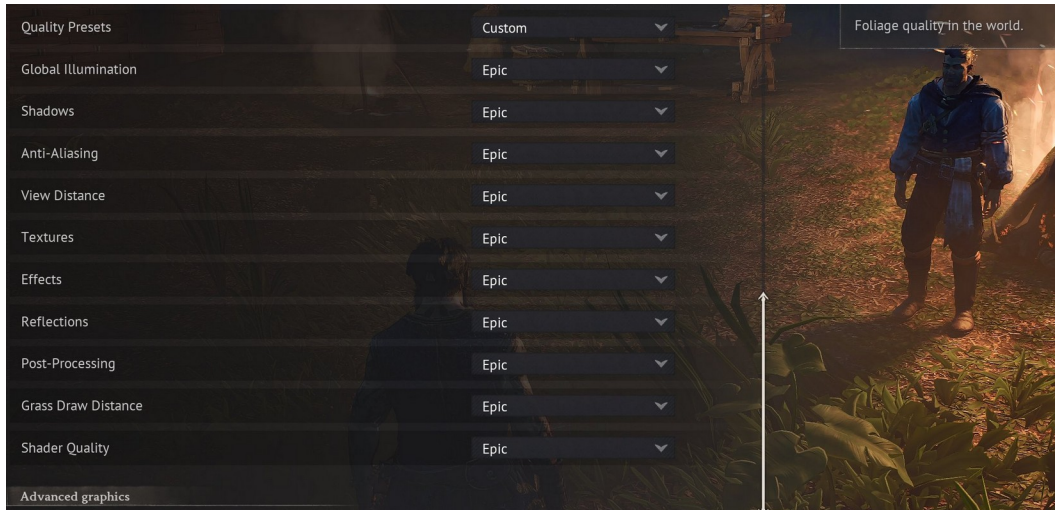 Quality Presets Custom
Foliage quality in the world.
Global Illumination Epic
Shadows Epic
Anti-Aliasing Epic
View Distance Epic
Textures Epic
Effects Epic
Reflections Epic
Post-Processing Epic
Grass Draw Distance Epic
Shader Quality Epic
Advanced graphics